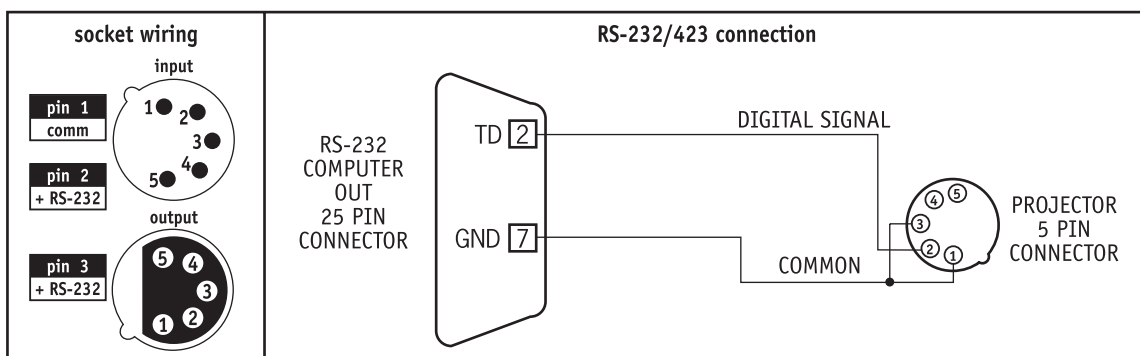 socket wiring
input
pin 1
comm
pin 2
+ RS-232
1
2
3
4
5
output
pin 3
+ RS-232
5
4
3
2
1
RS-232/423 connection
RS-232
COMPUTER
OUT
25 PIN
CONNECTOR
TD 2
GND 7
DIGITAL SIGNAL
COMMON
5
4
3
2
1
PROJECTOR
5 PIN
CONNECTOR